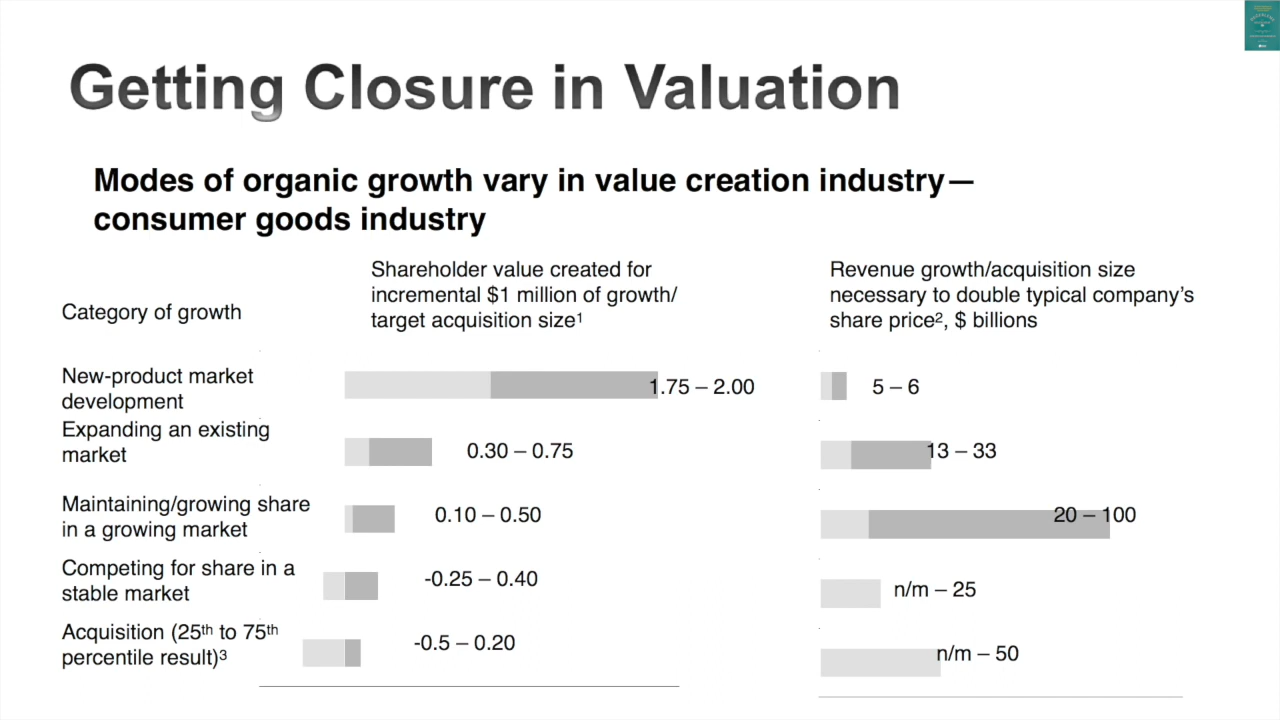 Getting Closure in Valuation
Modes of organic growth vary in value creation industry—
consumer goods industry
Category of growth
Shareholder value created for
incremental $1 million of growth/
target acquisition size¹
Revenue growth/acquisition size
necessary to double typical company’s
share price², $ billions
New-product market
development
1.75 – 2.00
5 – 6
Expanding an existing
market
0.30 – 0.75
13 – 33
Maintaining/growing share
in a growing market
0.10 – 0.50
20 – 100
Competing for share in a
stable market
-0.25 – 0.40
n/m – 25
Acquisition (25th to 75th
percentile result)³
-0.5 – 0.20
n/m – 50